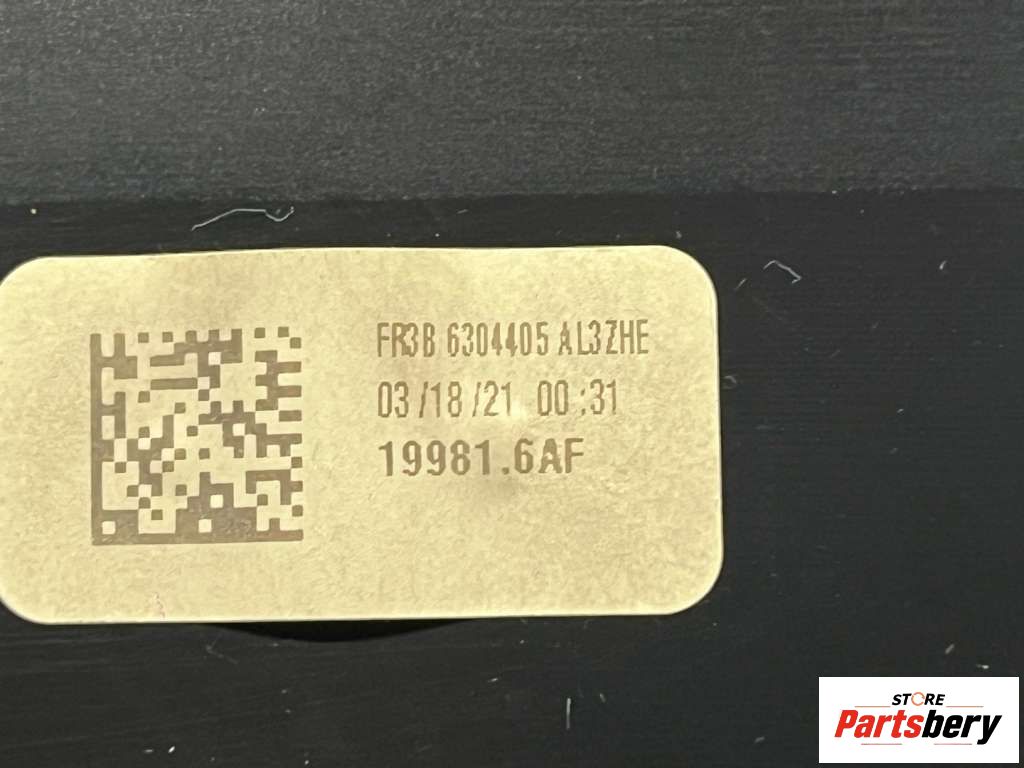 FR3B 6304405 AL3ZHE
03/18/21 00:31
19981.6AF
STORE
Partsbery